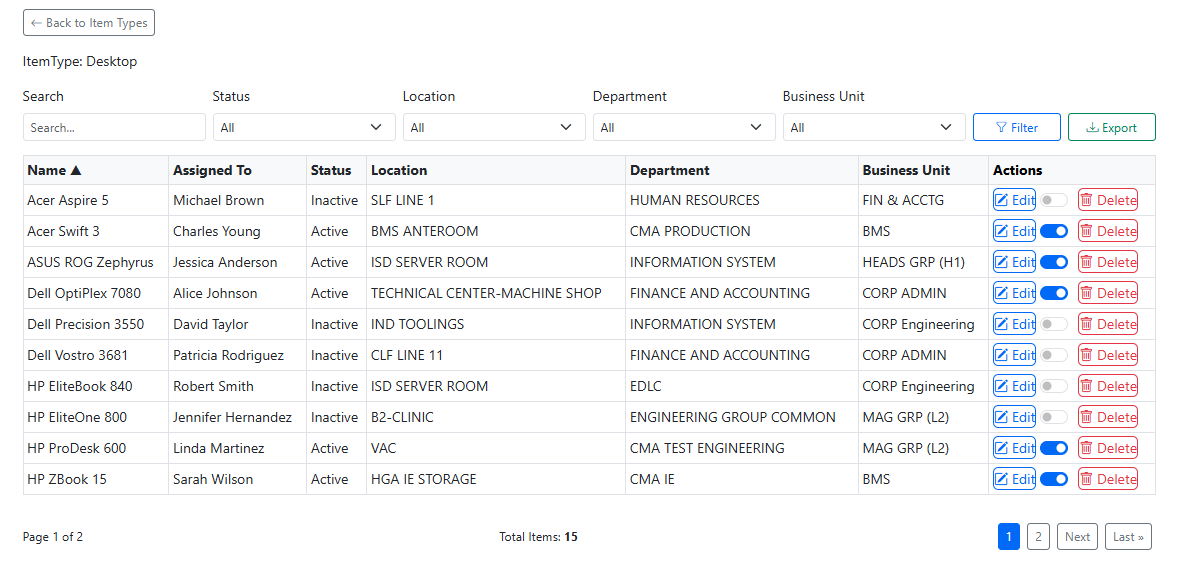 ← Back to Item Types
ItemType: Desktop
Search Status Location Department Business Unit
Search... All All All All Filter Export
Name ▲ Assigned To Status Location Department Business Unit Actions
Acer Aspire 5 Michael Brown Inactive SLF LINE 1 HUMAN RESOURCES FIN & ACCTG Edit Delete
Acer Swift 3 Charles Young Active BMS ANTEROOM CMA PRODUCTION BMS Edit Delete
ASUS ROG Zephyrus Jessica Anderson Active ISD SERVER ROOM INFORMATION SYSTEM HEADS GRP (H1) Edit Delete
Dell OptiPlex 7080 Alice Johnson Active TECHNICAL CENTER-MACHINE SHOP FINANCE AND ACCOUNTING CORP ADMIN Edit Delete
Dell Precision 3550 David Taylor Inactive IND TOOLINGS INFORMATION SYSTEM CORP Engineering Edit Delete
Dell Vostro 3681 Patricia Rodriguez Inactive CLF LINE 11 FINANCE AND ACCOUNTING CORP ADMIN Edit Delete
HP EliteBook 840 Robert Smith Inactive ISD SERVER ROOM EDLC CORP Engineering Edit Delete
HP EliteOne 800 Jennifer Hernandez Inactive B2-CLINIC ENGINEERING GROUP COMMON MAG GRP (L2) Edit Delete
HP ProDesk 600 Linda Martinez Active VAC CMA TEST ENGINEERING MAG GRP (L2) Edit Delete
HP ZBook 15 Sarah Wilson Active HGA IE STORAGE CMA IE BMS Edit Delete
Page 1 of 2 Total Items: 15 1 2 Next Last »